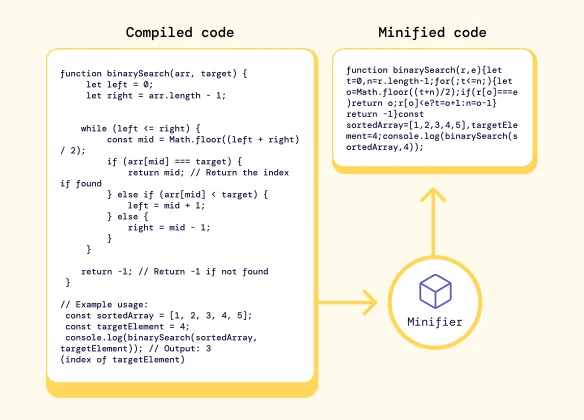 Compiled code
function binarySearch(arr, target) {
let left = 0;
let right = arr.length - 1;
while (left <= right) {
const mid = Math.floor((left + right)
/ 2);
if (arr[mid] === target) {
return mid; // Return the index
if found
} else if (arr[mid] < target) {
left = mid + 1;
} else {
right = mid - 1;
}
}
return -1; // Return -1 if not found
}
// Example usage:
const sortedArray = [1, 2, 3, 4, 5];
const targetElement = 4;
console.log(binarySearch(sortedArray,
targetElement)); // Output: 3
(index of targetElement)
Minified code
function binarySearch(r,e){let
t=0,n=r.length-1;for(;t<=n;){let
o=Math.floor((t+n)/2);if(r[o]===e
)return o;r[o]<e?t=o+1:n=o-1}
return -1}const
sortedArray=[1,2,3,4,5],targetEle
ment=4;console.log(binarySearch(s
ortedArray,4));
Minifier